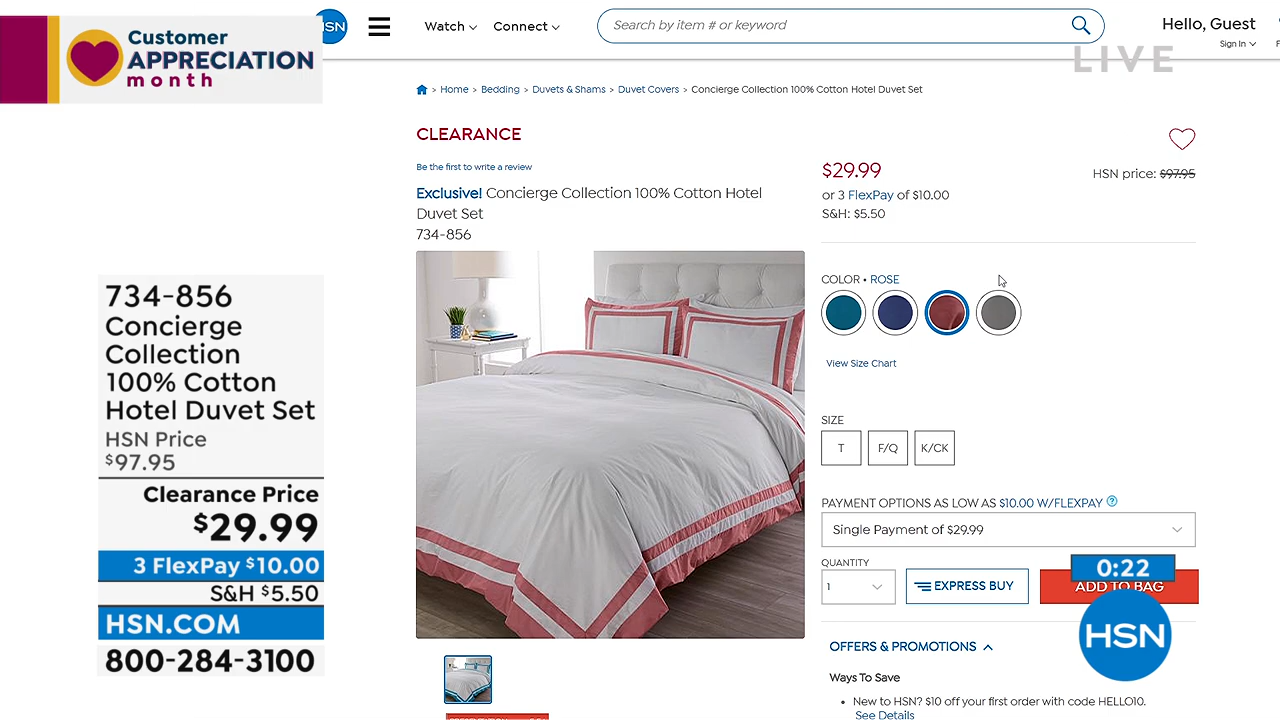 Customer
APPRECIATION
month
HSN
Watch
Connect
Search by item # or keyword
Hello, Guest
Sign In
LIVE
> Home > Bedding > Duvets & Shams > Duvet Covers > Concierge Collection 100% Cotton Hotel Duvet Set
CLEARANCE
Be the first to write a review
Exclusive! Concierge Collection 100% Cotton Hotel
Duvet Set
734-856
$29.99
HSN price: $97.95
or 3 FlexPay of $10.00
S&H: $5.50
COLOR • ROSE
View Size Chart
SIZE
T
F/Q
K/CK
PAYMENT OPTIONS AS LOW AS $10.00 W/FLEXPAY ?
Single Payment of $29.99
QUANTITY
1
EXPRESS BUY
0:22
ADD TO BAG
HSN
OFFERS & PROMOTIONS
Ways To Save
• New to HSN? $10 off your first order with code HELLO10.
See Details
734-856
Concierge
Collection
100% Cotton
Hotel Duvet Set
HSN Price
$97.95
Clearance Price
$29.99
3 FlexPay $10.00
S&H $5.50
HSN.COM
800-284-3100